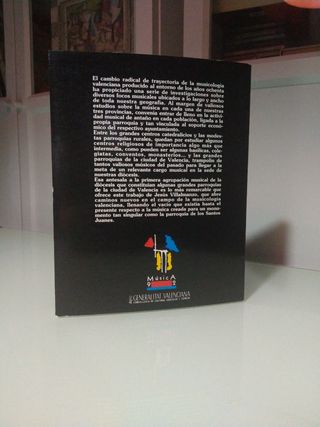 El cambio radical de trayectoria de la musicología
valenciana producido al entorno de los años ochenta
ha propiciado una serie de investigaciones sobre
diversos focos musicales ubicados a lo largo y ancho
de toda nuestra geografía. Al margen de valiosos
estudios sobre la música en cada una de nuestras
tres provincias, convenía entrar de lleno en la activi-
dad musical de antaño en cada población, ligada a la
propia parroquia y tan vinculada al soporte econó-
mico del respectivo ayuntamiento.
Entre los grandes centros catedralicios y las modes-
tas parroquias rurales, quedan por estudiar algunos
centros religiosos de importancia algo más que
intermedia, como pueden ser algunas basílicas, cole-
giatas, conventos, monasterios... y las grandes
parroquias de la ciudad de Valencia, trampolín de
tantos valiosos músicos del pasado para llegar a la
meta de un relevante cargo musical en la sede de
nuestras diócesis.
Esa antesala a la primera agrupación musical de la
diócesis que constituían algunas grandes parroquias
de la ciudad de Valencia es lo más remarcable que
ofrece este trabajo de Jesús Villalmanzo, que abre
caminos nuevos en el campo de la musicología
valenciana, llenando el vacío que existía hasta el
presente respecto a la música creada para un monu-
mento tan singular como la parroquia de los Santos
Juanes.
MúsicA
92
GENERALITAT VALENCIANA
CONSELLERIA DE CULTURA, EDUCACIÓ I CIÈNCIA